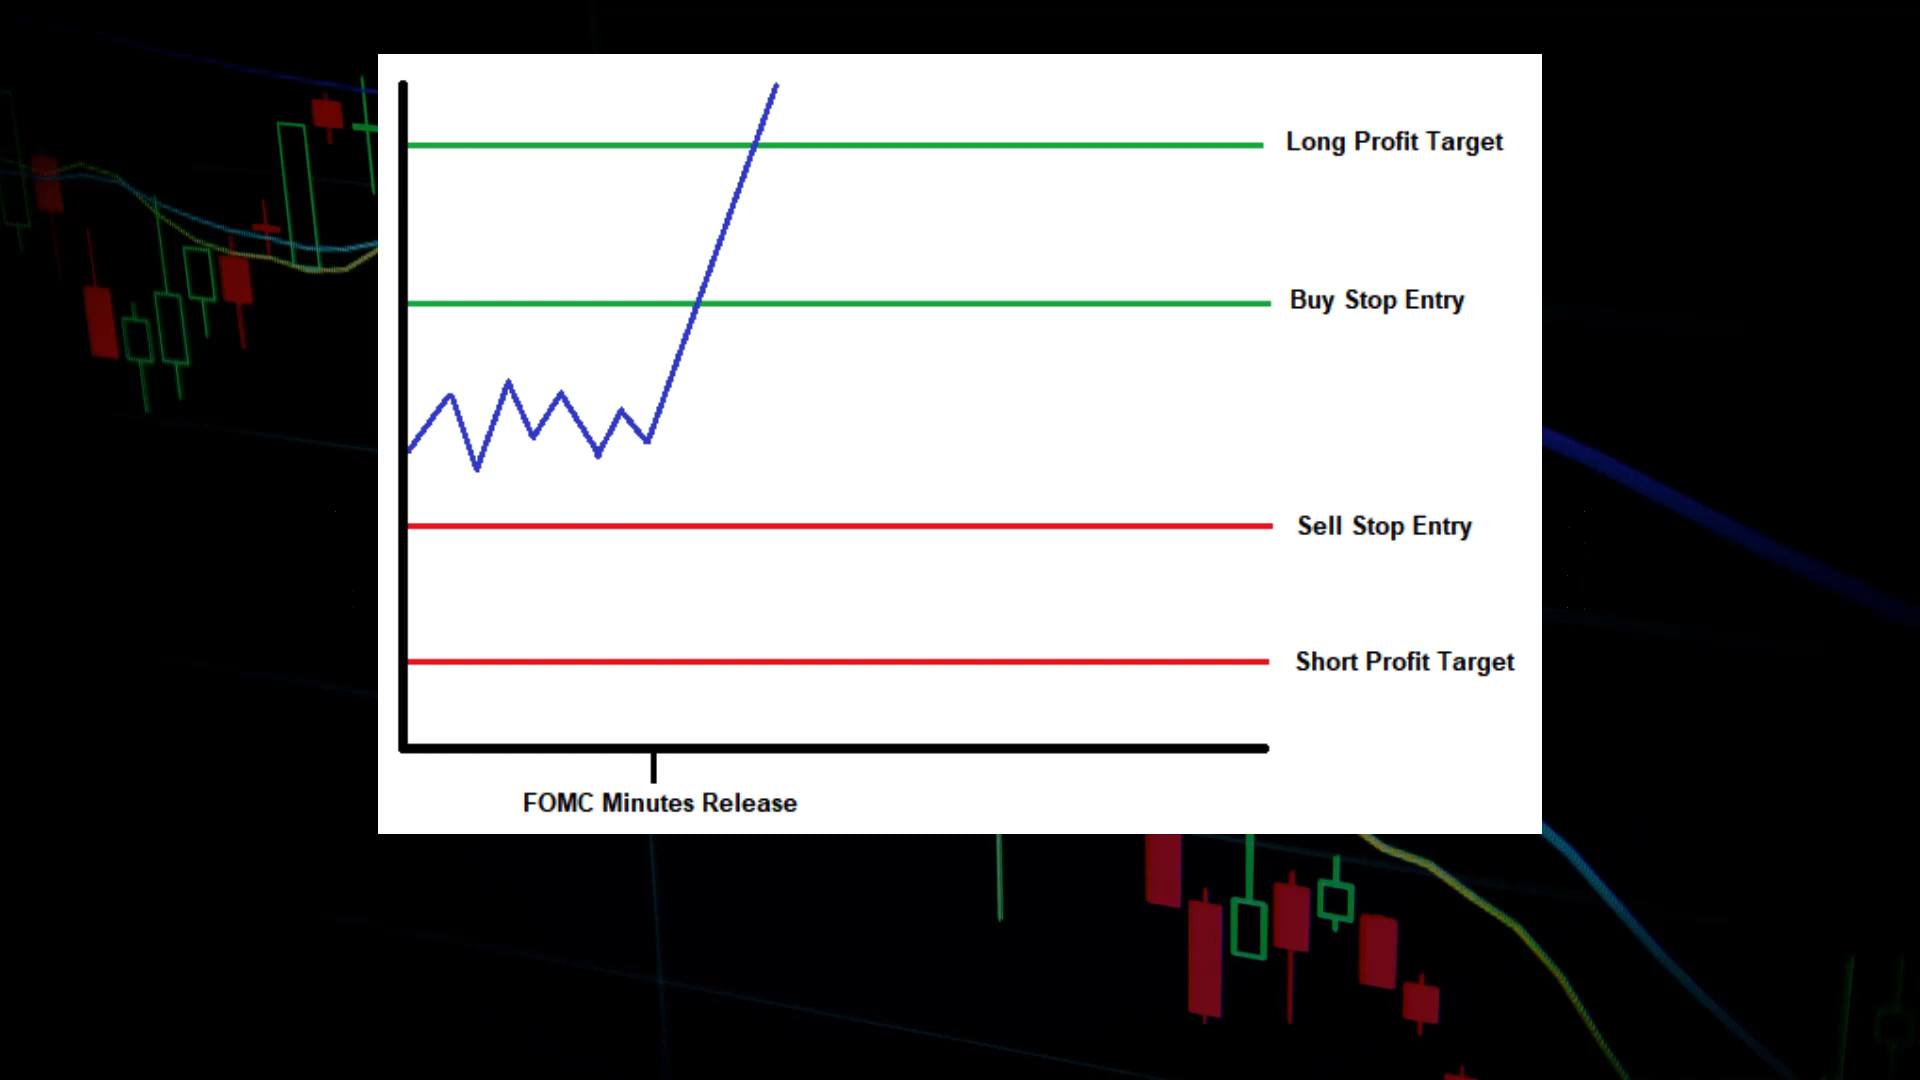 Long Profit Target
Buy Stop Entry
Sell Stop Entry
Short Profit Target
FOMC Minutes Release